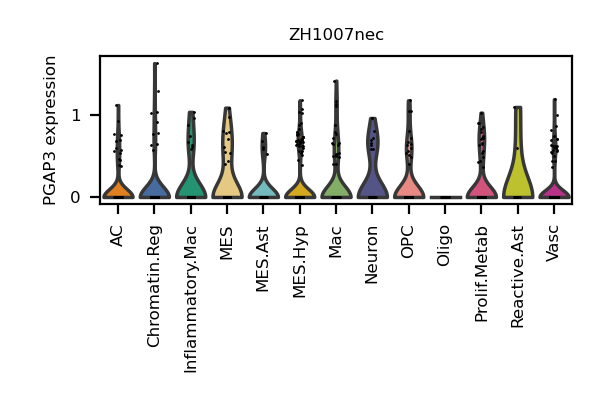 ZH1007nec
PGAP3 expression
1
0
AC
Chromatin.Reg
Inflammatory.Mac
MES
MES.Ast
MES.Hyp
Mac
Neuron
OPC
Oligo
Prolif.Metab
Reactive.Ast
Vasc